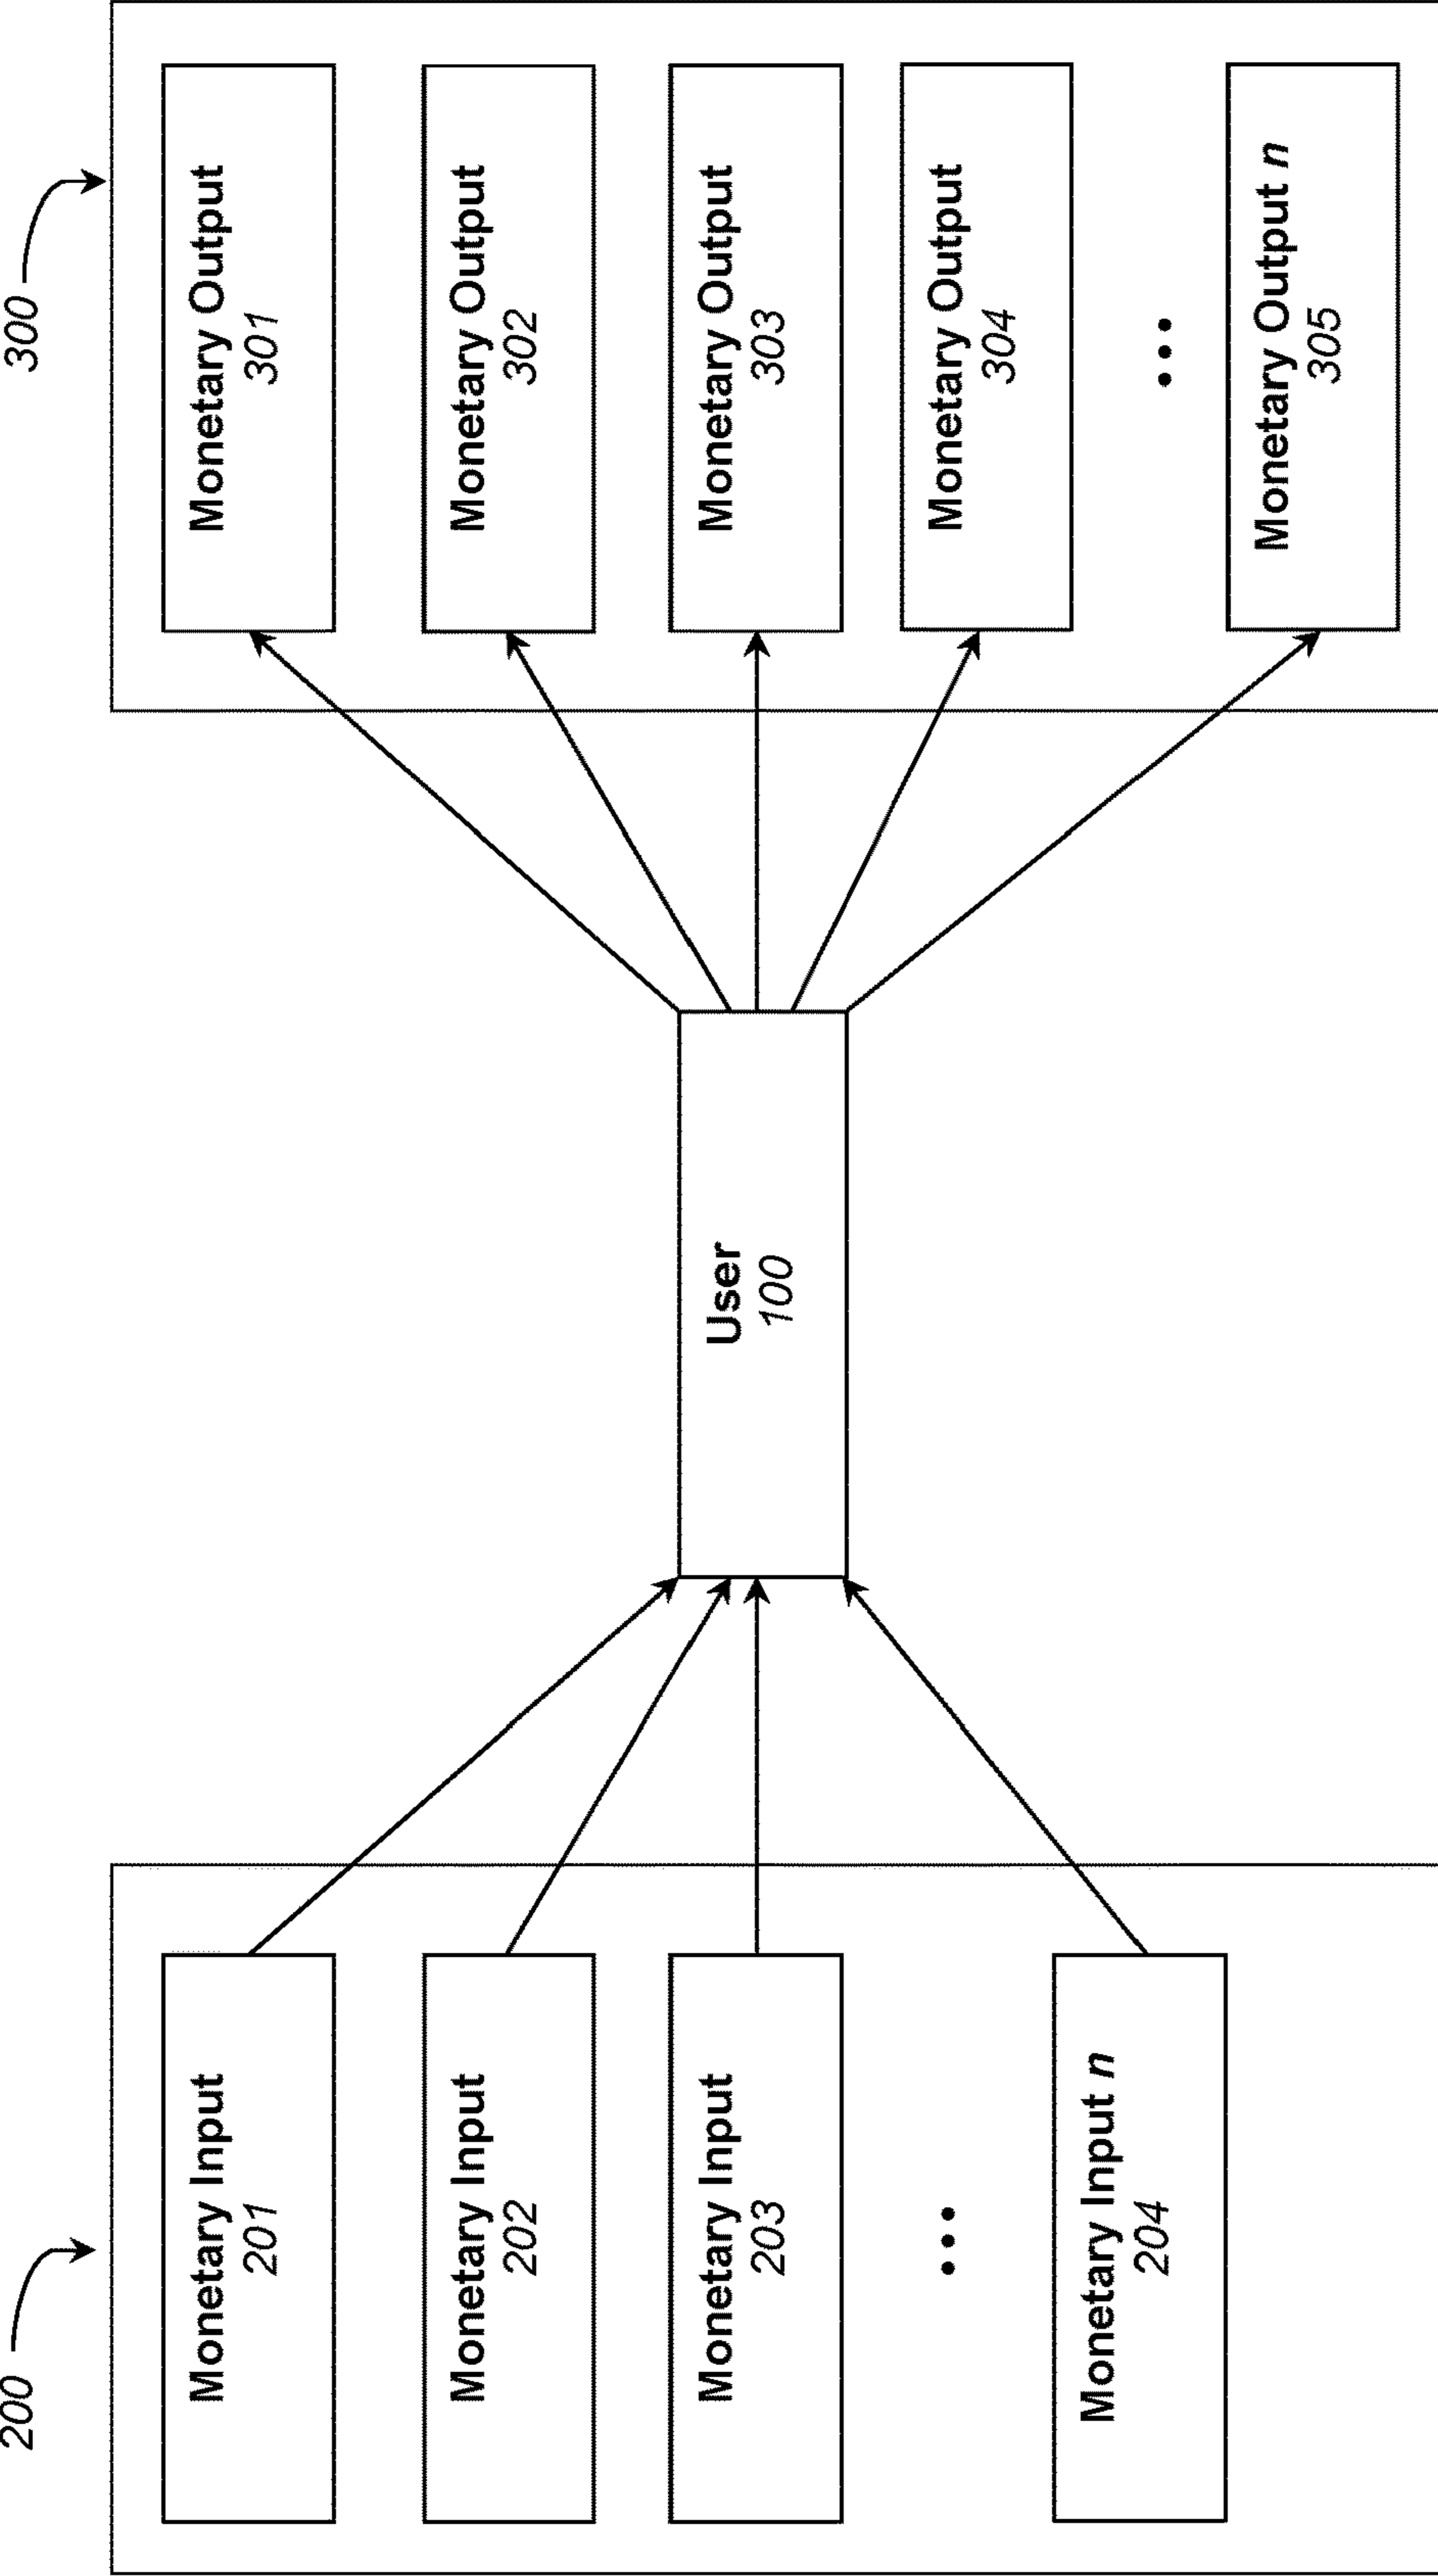 200
Monetary Input
201
Monetary Input
202
Monetary Input
203
...
Monetary Input n
204
User
100
300
Monetary Output
301
Monetary Output
302
Monetary Output
303
Monetary Output
304
...
Monetary Output n
305